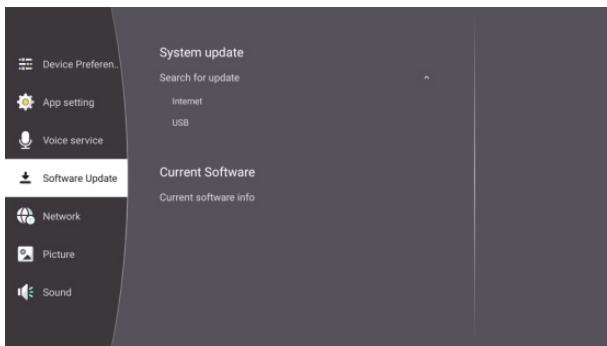 Device Preferen..
App setting
Voice service
Software Update
Network
Picture
Sound
System update
Search for update
Internet
USB
Current Software
Current software info